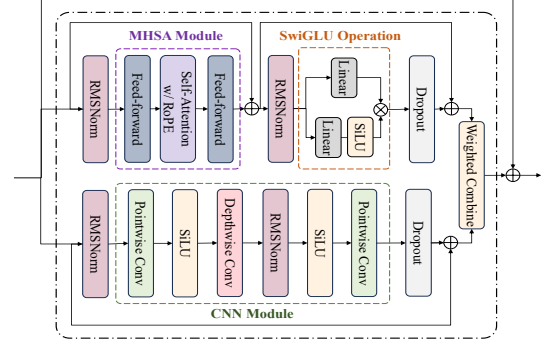 MHSA Module
SwiGLU Operation
RMSNorm
Feed-forward
Self-Attention
w/ RoPE
Feed-forward
RMSNorm
Linear
Linear
SiLU
Dropout
Weighted Combine
RMSNorm
Pointwise Conv
SiLU
Depthwise Conv
RMSNorm
SiLU
Pointwise Conv
Dropout
CNN Module